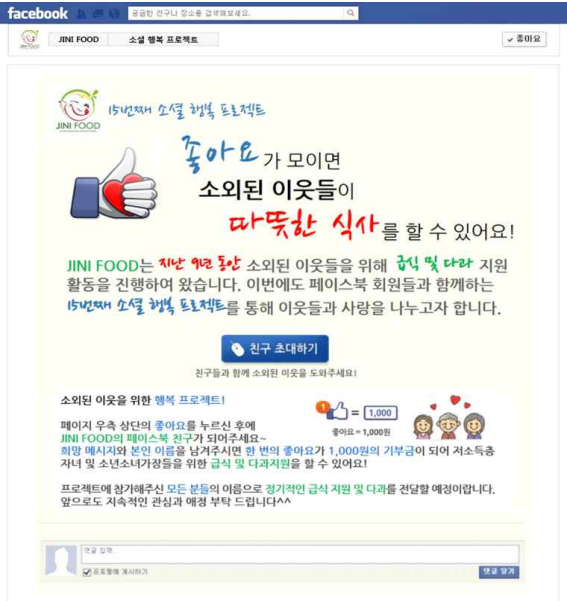 facebook
궁금한 친구나 장소를 검색해보세요.
JINI FOOD
JINI FOOD 소셜 행복 프로젝트
좋아요
JINI FOOD
15번째 소셜 행복 프로젝트
좋아요가 모이면
소외된 이웃들이
따뜻한 식사를 할 수 있어요!
JINI FOOD는 지난 9년 동안 소외된 이웃들을 위해 급식 및 다과 지원
활동을 진행하여 왔습니다. 이번에도 페이스북 회원들과 함께하는
15번째 소셜 행복 프로젝트를 통해 이웃들과 사랑을 나누고자 합니다.
친구 초대하기
친구들과 함께 소외된 이웃을 도와주세요!
소외된 이웃을 위한 행복 프로젝트!
1 = 1,000
좋아요 = 1,000원
페이지 우측 상단의 좋아요를 누르신 후에
JINI FOOD의 페이스북 친구가 되어주세요~
희망 메시지와 본인 이름을 남겨주시면 한 번의 좋아요가 1,000원의 기부금이 되어 저소득층
자녀 및 소년소녀가장들을 위한 급식 및 다과지원을 할 수 있어요!
프로젝트에 참가해주신 모든 분들의 이름으로 정기적인 급식 지원 및 다과를 전달할 예정이랍니다.
앞으로도 지속적인 관심과 애정 부탁 드립니다^^
댓글 입력.
프로필에 게시하기
댓글 달기